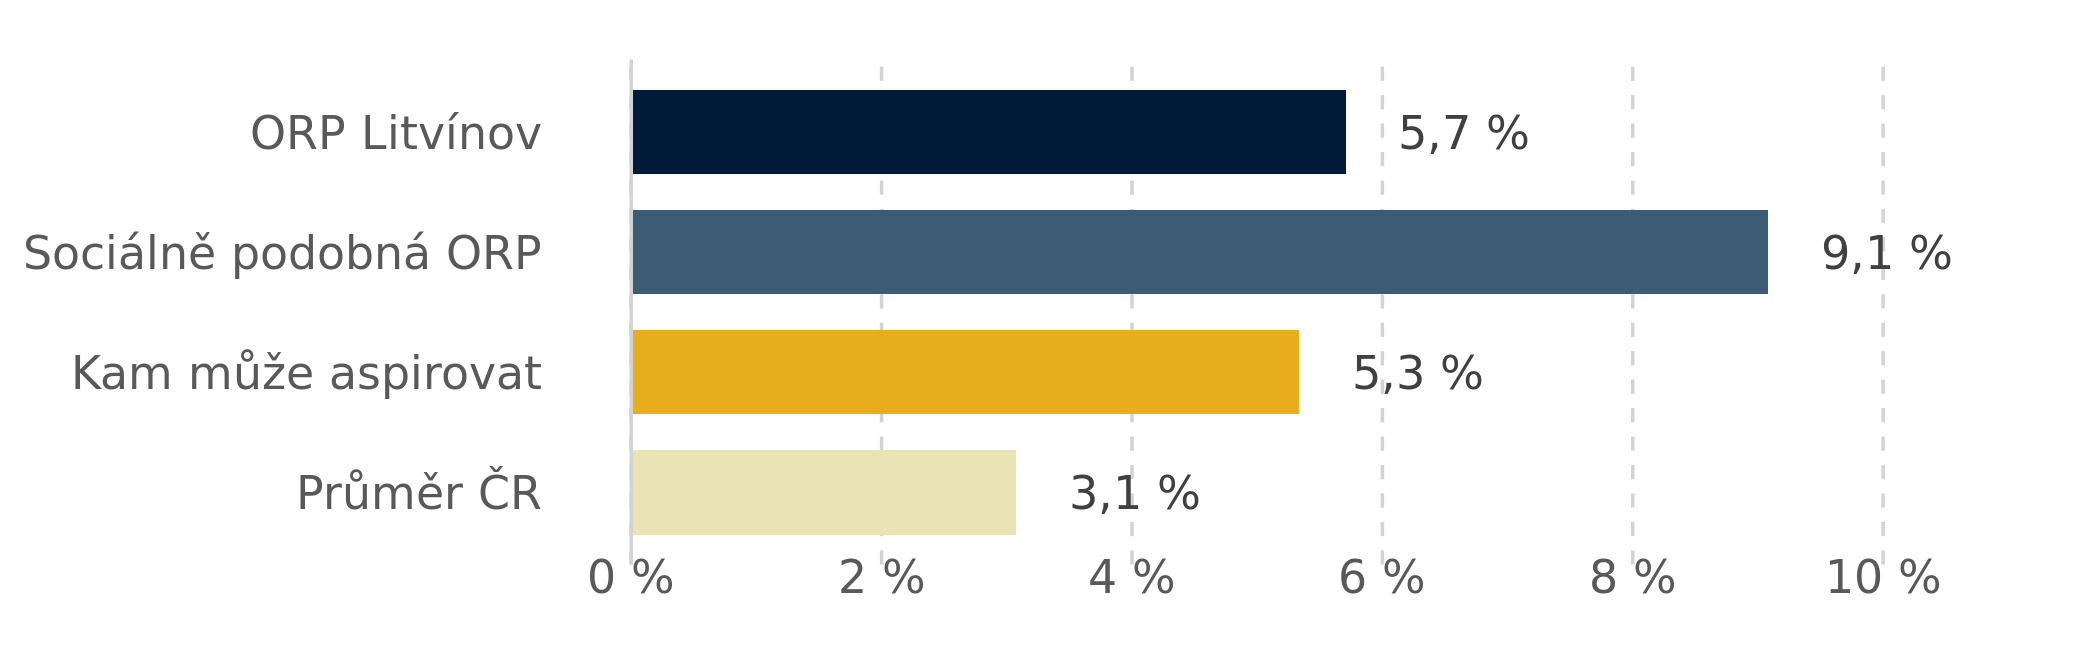 ORP Litvínov 5,7 %
Sociálně podobná ORP 9,1 %
Kam může aspirovat 5,3 %
Průměr ČR 3,1 %
0 % 2 % 4 % 6 % 8 % 10 %